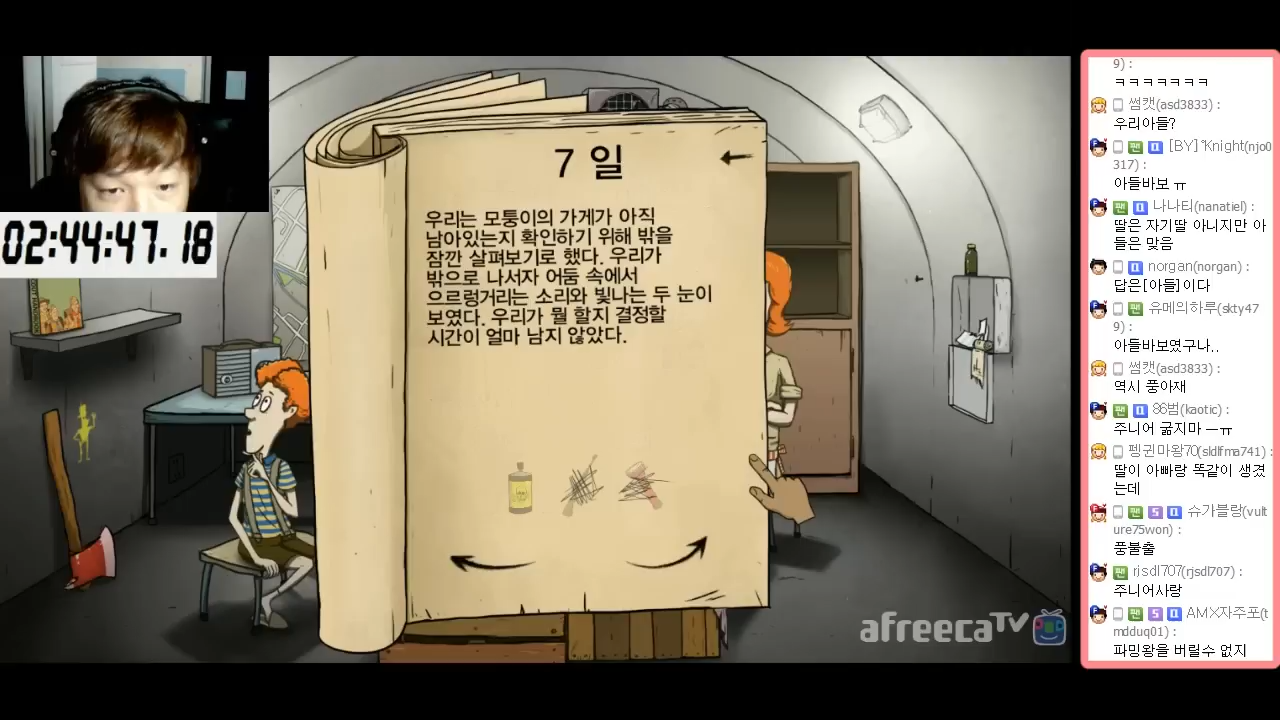 02:44:47.18
7 일
우리는 모퉁이의 가게가 아직
남아있는지 확인하기 위해 밖을
잠깐 살펴보기로 했다. 우리가
밖으로 나서자 어둠 속에서
으르렁거리는 소리와 빛나는 두 눈이
보였다. 우리가 뭘 할지 결정할
시간이 얼마 남지 않았다.
afreecaTV
9) :
ㅋㅋㅋㅋㅋㅋㅋ
썸캣(asd3833) :
우리아들?
[BY]*Knight(njo0
317) :
아들바보 ㅠ
나나티(nanatiel) :
딸은 자기딸 아니지만 아
들은 맞음
norgan(norgan) :
답은[아들]이다
유메의하루(skty47
9) :
아들바보였구나..
썸캣(asd3833) :
역시 풍아재
86범(kaotic) :
주니어 굶지마 ㅡㅠ
펭귄마왕70(sldlfma741) :
딸이 아빠랑 똑같이 생겼
는데
슈가블랑(vult
ure75won) :
풍불출
rjsdl707(rjsdl707) :
주니어사랑
AMX자주포(t
mdduq01) :
파밍왕을 버릴수 없지